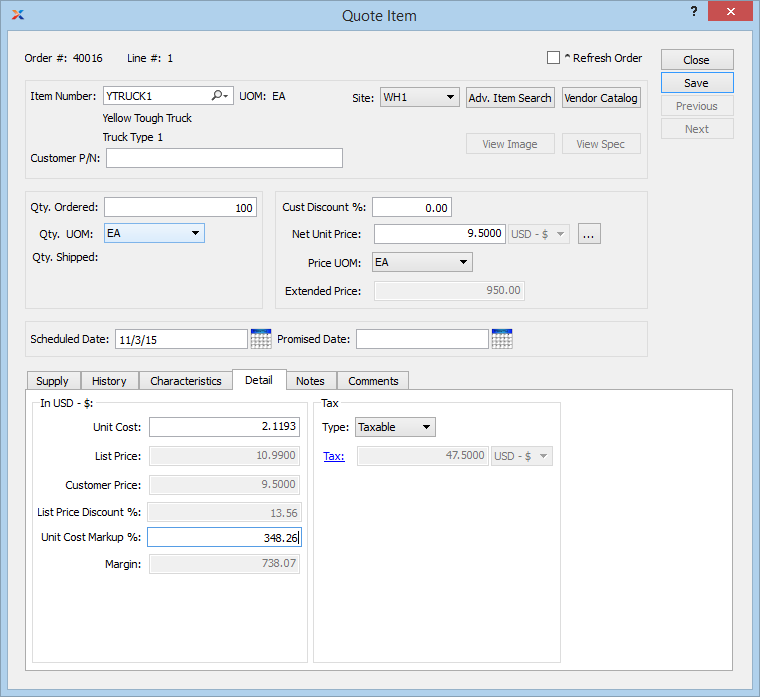 Quote Item
?
Order #: 40016 Line #: 1 * Refresh Order
Close
Save
Previous
Next
Item Number: YTRUCK1 UOM: EA Site: WH1 Adv. Item Search Vendor Catalog
Yellow Tough Truck
Truck Type 1
View Image View Spec
Customer P/N:
Qty. Ordered: 100
Qty. UOM: EA
Qty. Shipped:
Cust Discount %: 0.00
Net Unit Price: 9.5000 USD - $ ...
Price UOM: EA
Extended Price: 950.00
Scheduled Date: 11/3/15 Promised Date:
Supply History Characteristics Detail Notes Comments
In USD - $:
Unit Cost: 2.1193
List Price: 10.9900
Customer Price: 9.5000
List Price Discount %: 13.56
Unit Cost Markup %: 348.26
Margin: 738.07
Tax
Type: Taxable
Tax: 47.5000 USD - $